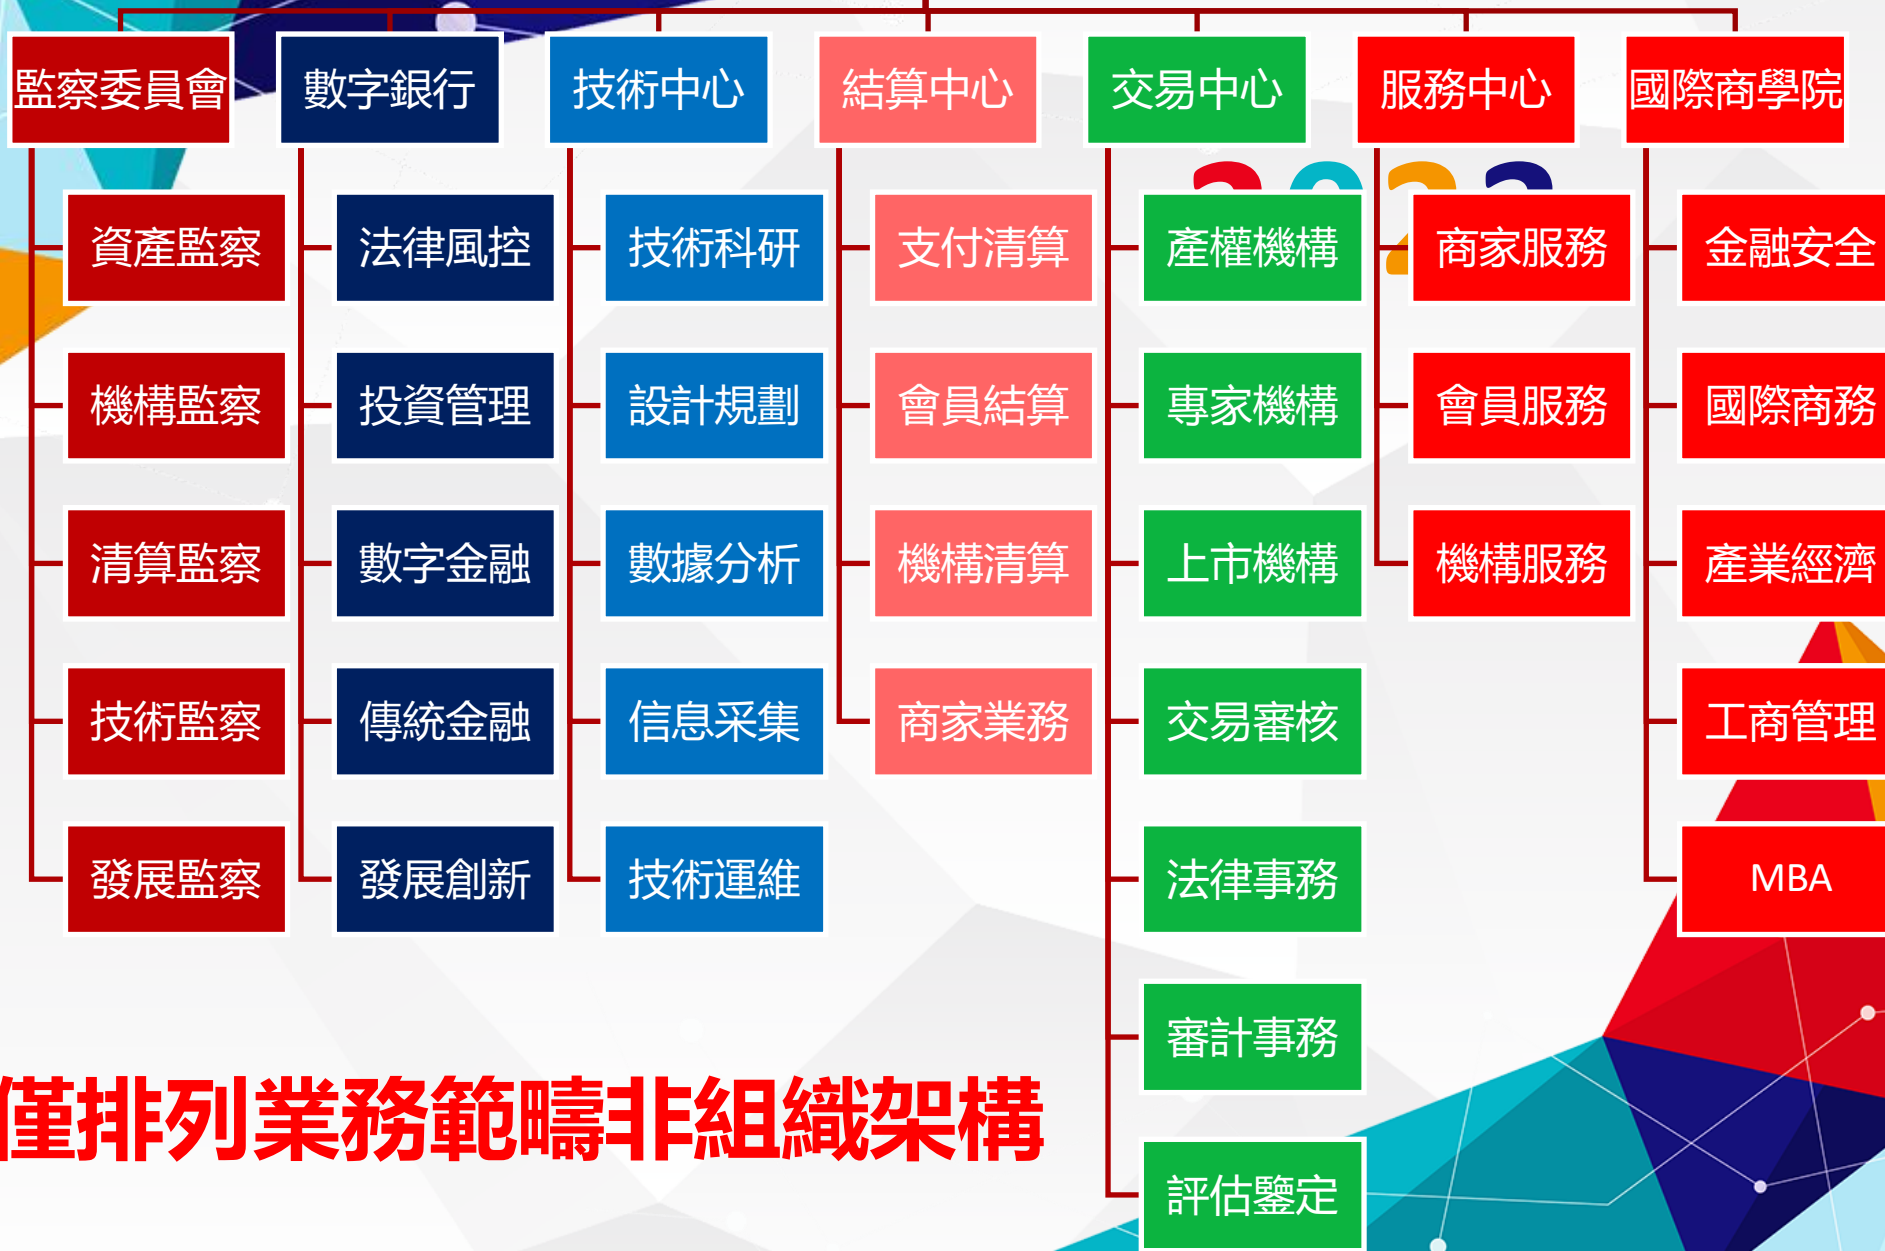 監察委員會
數字銀行
技術中心
結算中心
交易中心
服務中心
國際商學院
資產監察
機構監察
清算監察
技術監察
發展監察
法律風控
投資管理
數字金融
傳統金融
發展創新
技術科研
設計規劃
數據分析
信息采集
技術運維
支付清算
會員結算
機構清算
商家業務
產權機構
專家機構
上市機構
交易審核
法律事務
審計事務
評估鑒定
商家服務
會員服務
機構服務
金融安全
國際商務
產業經濟
工商管理
MBA
僅排列業務範疇非組織架構